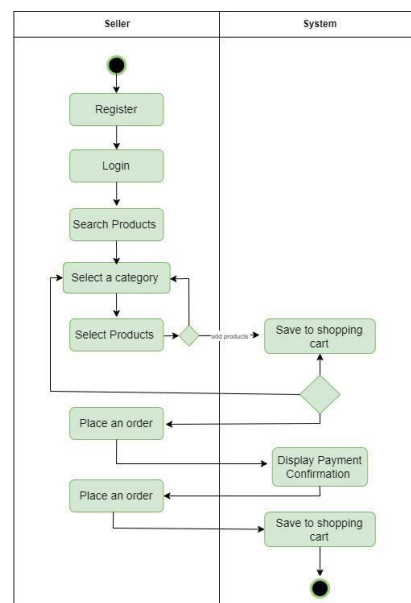 Seller
System
Register
Login
Search Products
Select a category
Select Products
add products
Save to shopping
cart
Place an order
Display Payment
Confirmation
Place an order
Save to shopping
cart